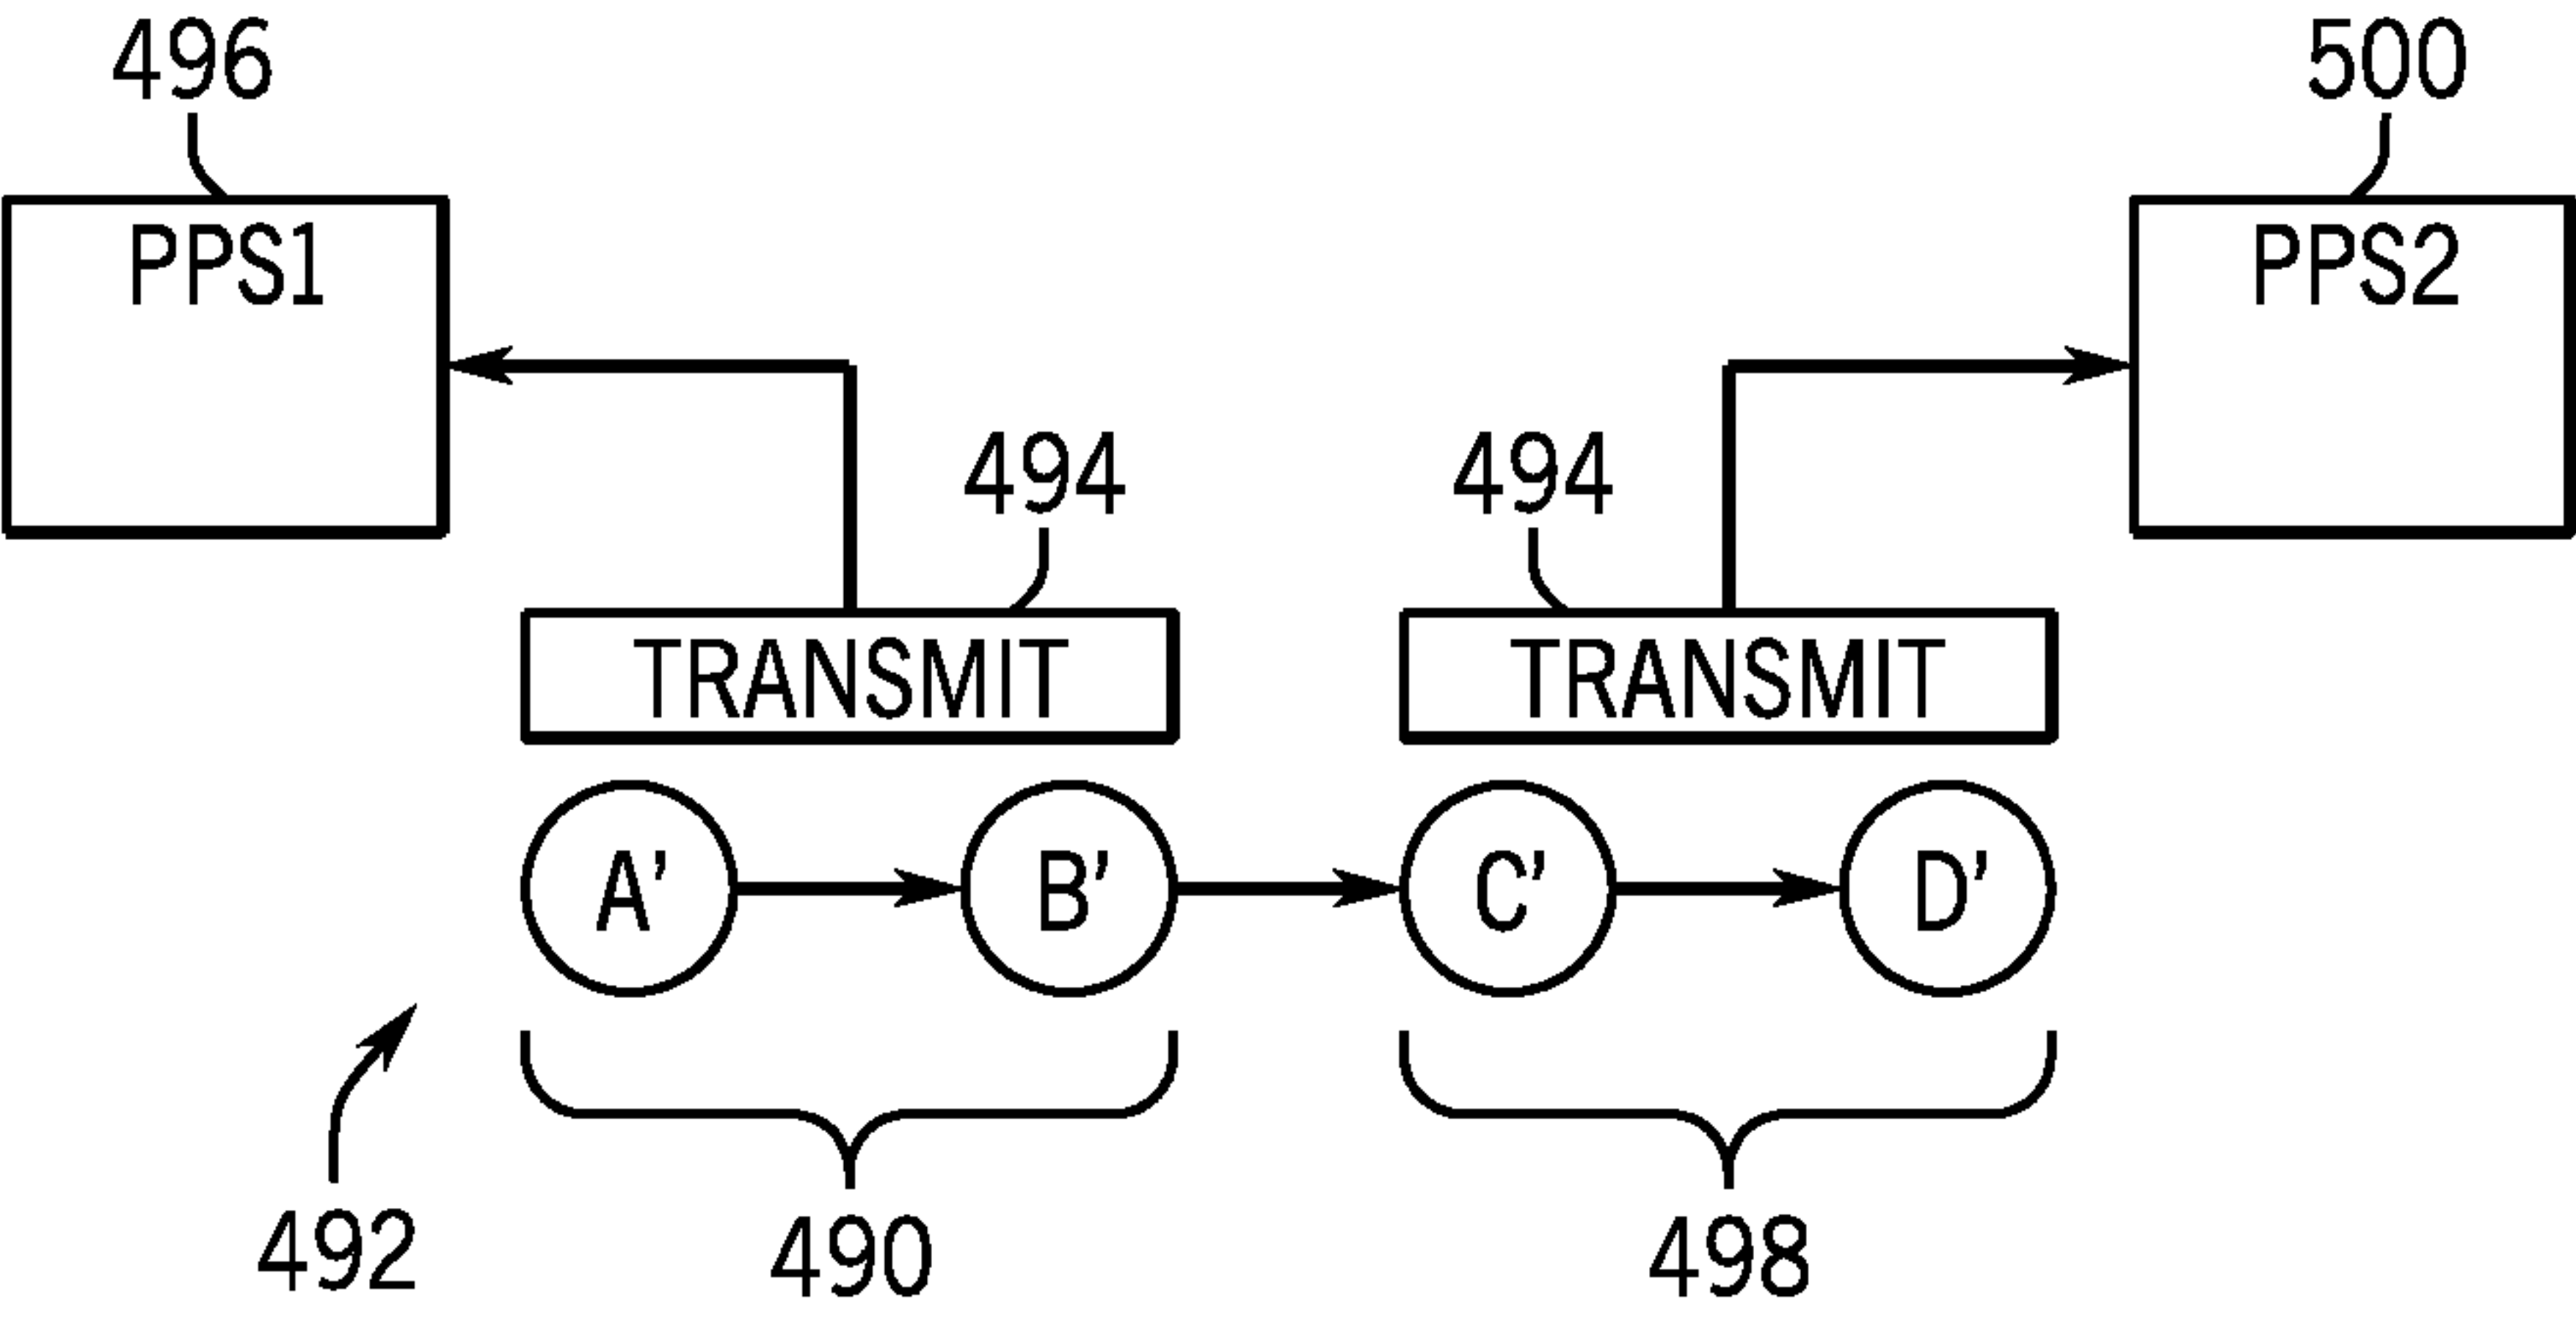 496 500
PPS1 PPS2
494 494
TRANSMIT TRANSMIT
A’ B’ C’ D’
492 490 498